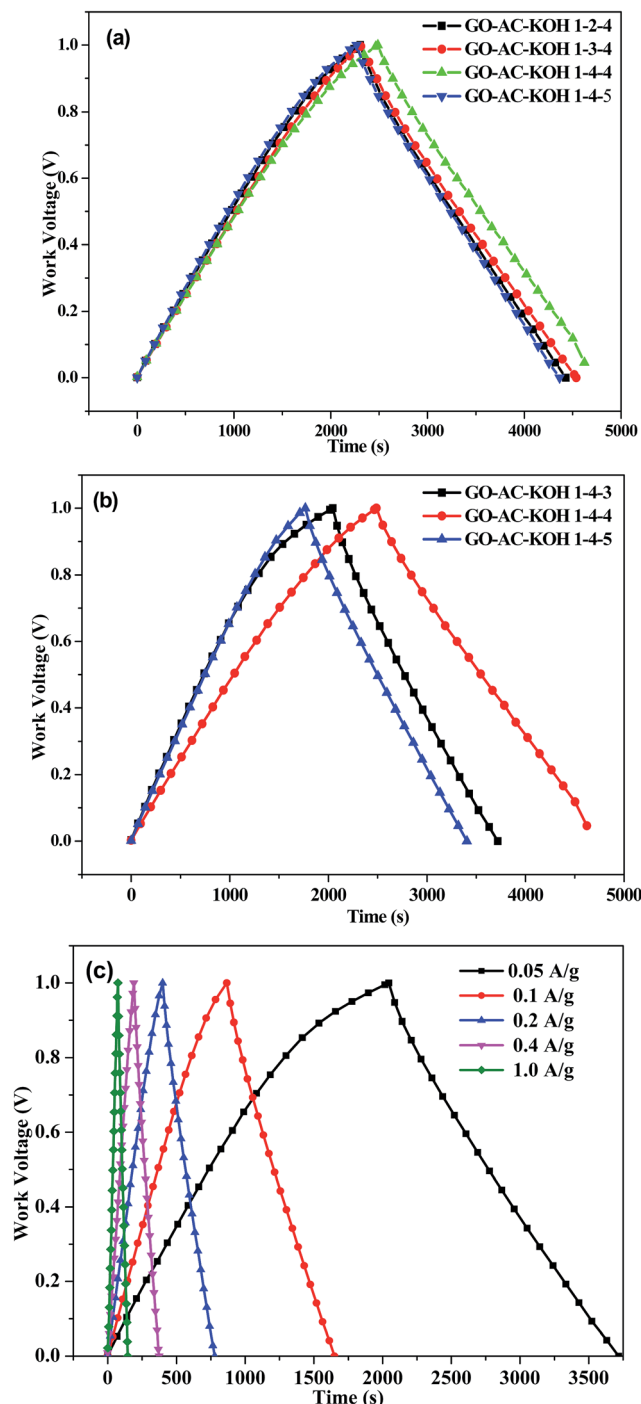 (a)
GO-AC-KOH 1-2-4
GO-AC-KOH 1-3-4
GO-AC-KOH 1-4-4
GO-AC-KOH 1-4-5
1.0
0.8
0.6
0.4
0.2
0.0
Work Voltage (V)
0 1000 2000 3000 4000 5000
Time (s)
(b)
GO-AC-KOH 1-4-3
GO-AC-KOH 1-4-4
GO-AC-KOH 1-4-5
1.0
0.8
0.6
0.4
0.2
0.0
Work Voltage (V)
0 1000 2000 3000 4000 5000
Time (s)
(c)
0.05 A/g
0.1 A/g
0.2 A/g
0.4 A/g
1.0 A/g
1.0
0.8
0.6
0.4
0.2
0.0
Work Voltage (V)
0 500 1000 1500 2000 2500 3000 3500
Time (s)